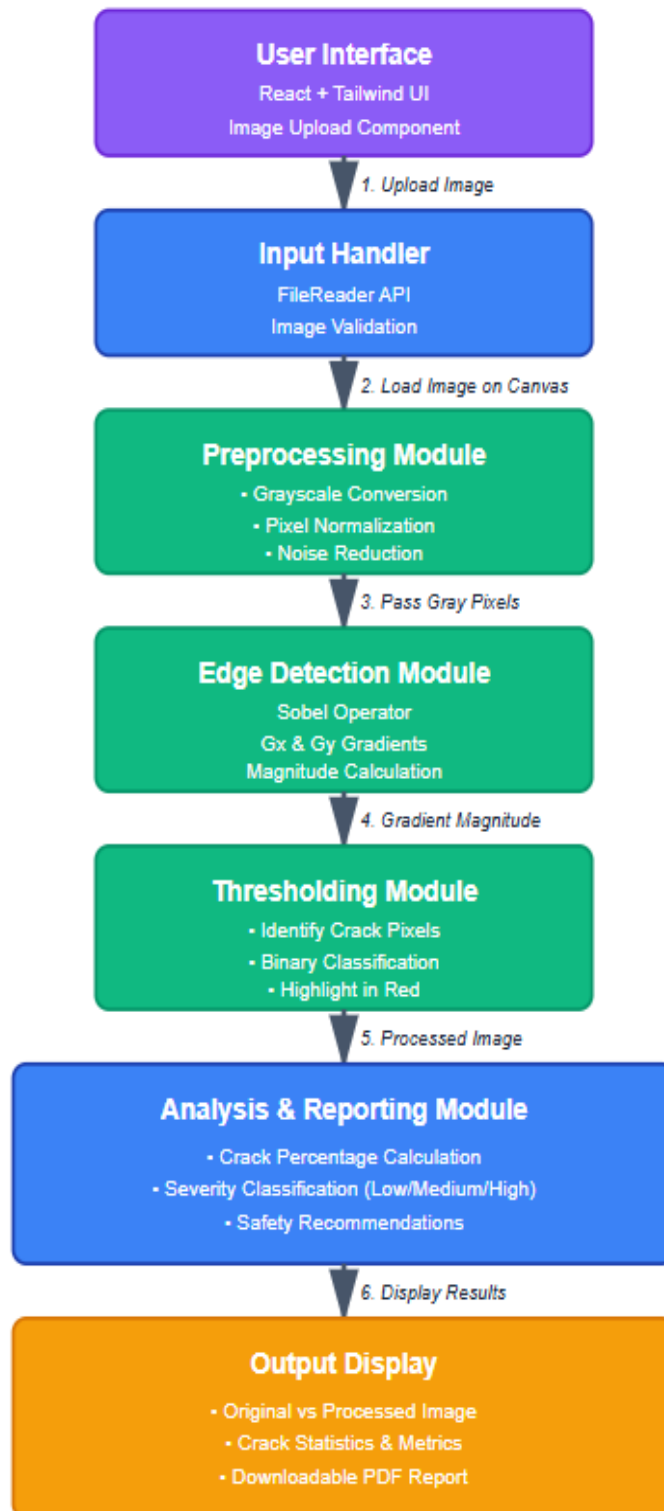 User Interface
React + Tailwind UI
Image Upload Component
1. Upload Image
Input Handler
FileReader API
Image Validation
2. Load Image on Canvas
Preprocessing Module
▪ Grayscale Conversion
▪ Pixel Normalization
▪ Noise Reduction
3. Pass Gray Pixels
Edge Detection Module
Sobel Operator
Gx & Gy Gradients
Magnitude Calculation
4. Gradient Magnitude
Thresholding Module
▪ Identify Crack Pixels
▪ Binary Classification
▪ Highlight in Red
5. Processed Image
Analysis & Reporting Module
▪ Crack Percentage Calculation
▪ Severity Classification (Low/Medium/High)
▪ Safety Recommendations
6. Display Results
Output Display
▪ Original vs Processed Image
▪ Crack Statistics & Metrics
▪ Downloadable PDF Report